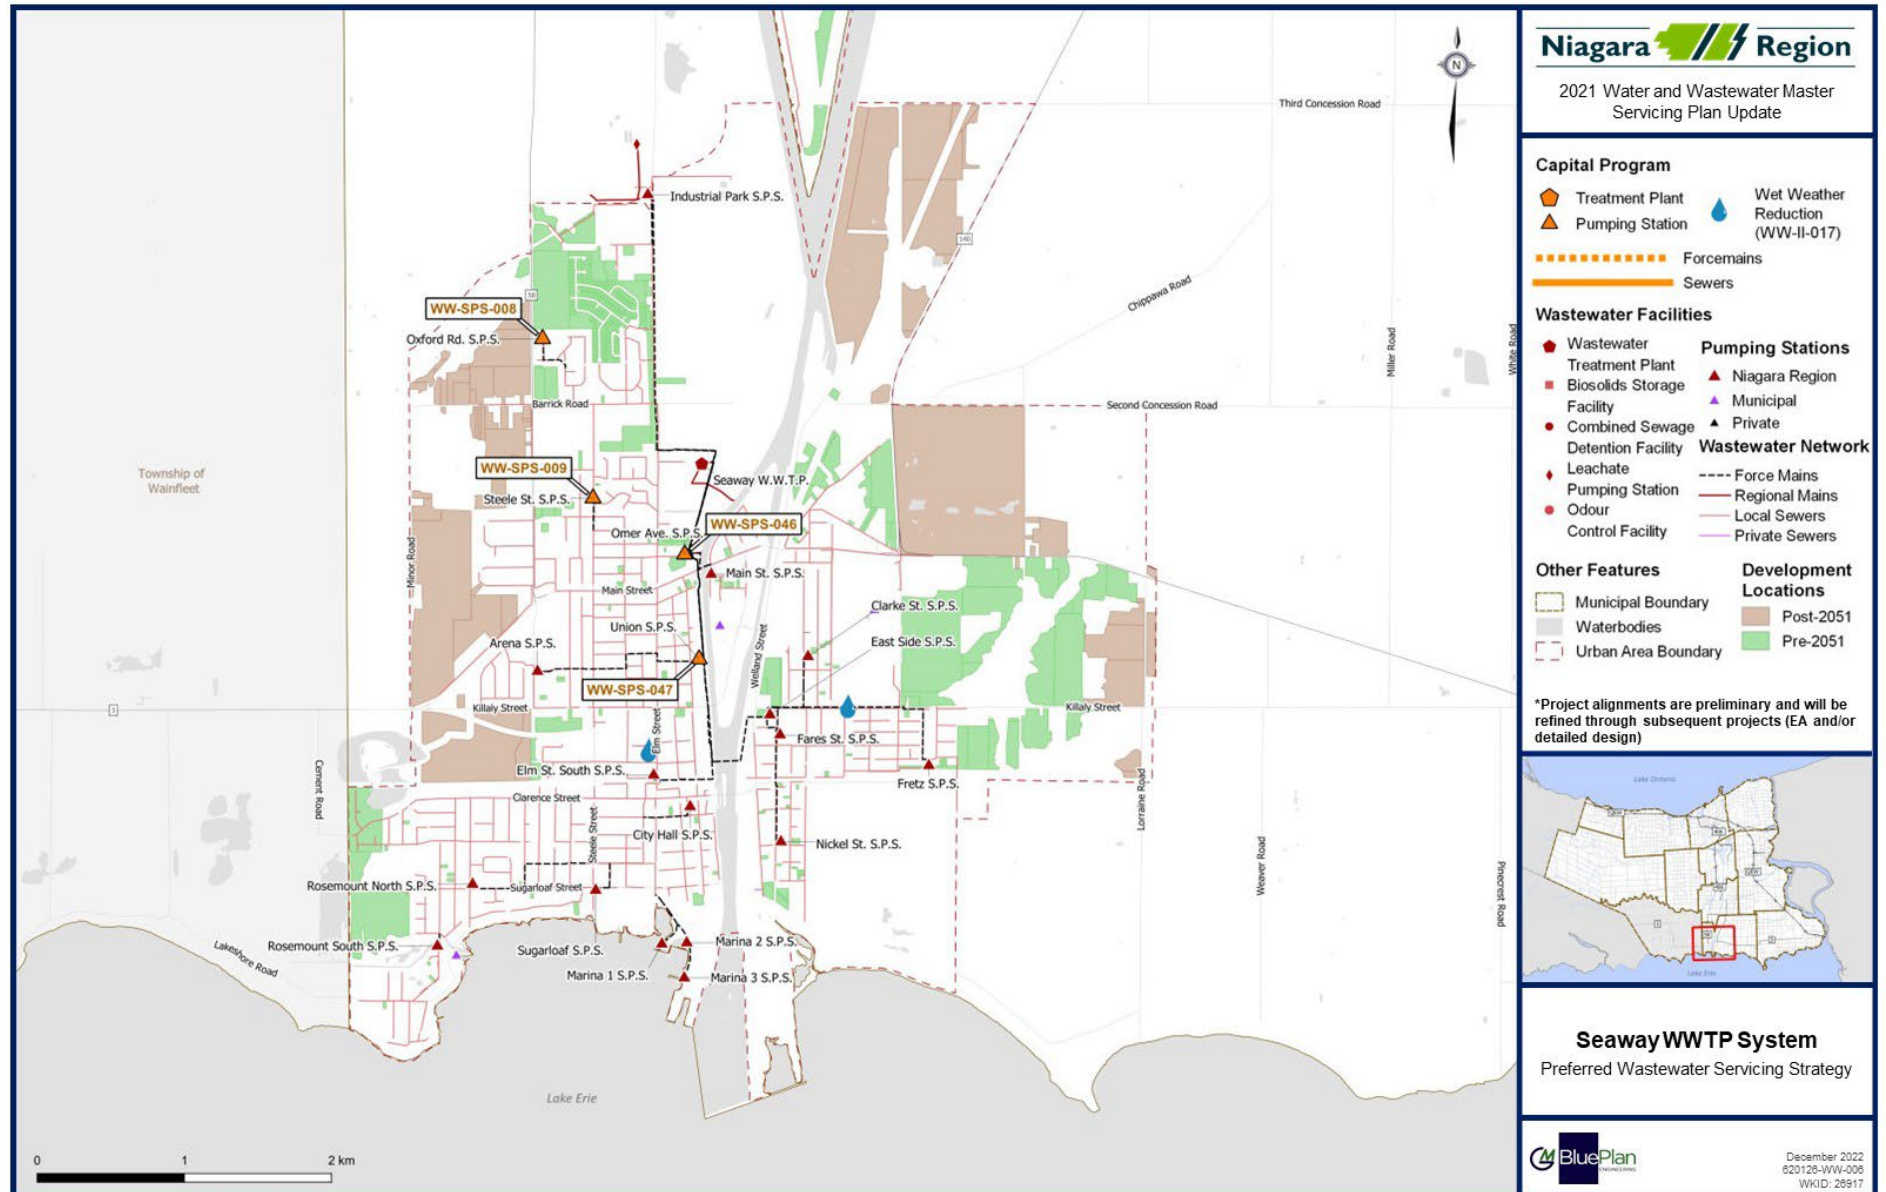 Niagara Region
2021 Water and Wastewater Master
Servicing Plan Update
Capital Program
Treatment Plant
Pumping Station
Wet Weather
Reduction
(WW-II-017)
Forcemains
Sewers
Wastewater Facilities
Wastewater
Treatment Plant
Biosolids Storage
Facility
Combined Sewage
Detention Facility
Leachate
Pumping Station
Odour
Control Facility
Pumping Stations
Niagara Region
Municipal
Private
Wastewater Network
Force Mains
Regional Mains
Local Sewers
Private Sewers
Other Features
Municipal Boundary
Waterbodies
Urban Area Boundary
Development
Locations
Post-2051
Pre-2051
*Project alignments are preliminary and will be
refined through subsequent projects (EA and/or
detailed design)
Lake Ontario
Lake Erie
Seaway WWTP System
Preferred Wastewater Servicing Strategy
GM BluePlan
ENGINEERING
December 2022
620126-WW-006
WKID: 26917
N
Third Concession Road
Industrial Park S.P.S.
140
Chippawa Road
58
WW-SPS-008
Oxford Rd. S.P.S.
Miller Road
White Road
Barrick Road
Second Concession Road
Township of
Wainfleet
WW-SPS-009
Steele St. S.P.S.
Seaway W.W.T.P.
WW-SPS-046
Omer Ave. S.P.S.
Minor Road
Main St. S.P.S.
Main Street
Clarke St. S.P.S.
Union S.P.S.
East Side S.P.S.
Arena S.P.S.
Welland Street
WW-SPS-047
Killaly Street
Killaly Street
3
Elm Street
Fares St. S.P.S.
Elm St. South S.P.S.
Fretz S.P.S.
Cement Road
Clarence Street
Lorraine Road
City Hall S.P.S.
Steele Street
Nickel St. S.P.S.
Weaver Road
Pinecrest Road
Rosemount North S.P.S.
Sugarloaf Street
Rosemount South S.P.S.
Lakeshore Road
Sugarloaf S.P.S.
Marina 2 S.P.S.
Marina 1 S.P.S.
Marina 3 S.P.S.
Lake Erie
0 1 2 km